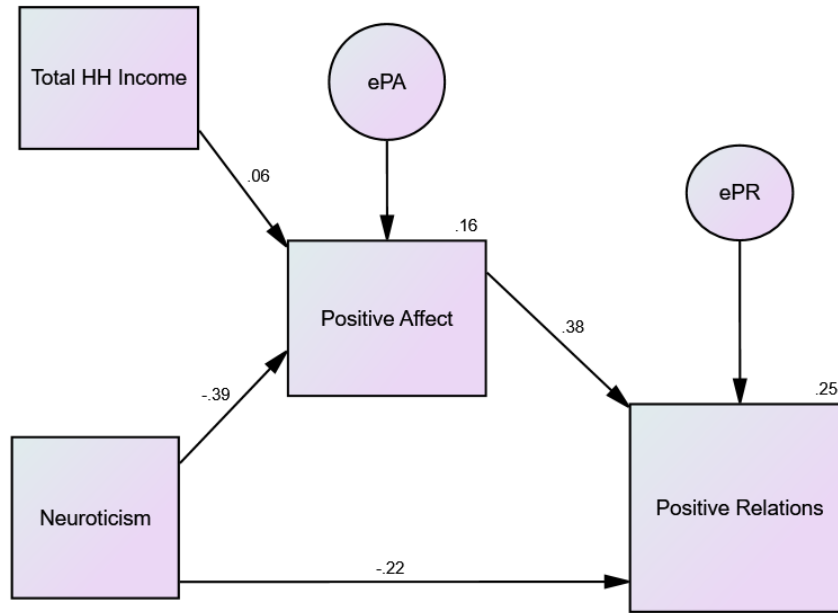 Total HH Income
ePA
.06
ePR
.16
Positive Affect
.38
-.39
.25
Neuroticism
Positive Relations
-.22